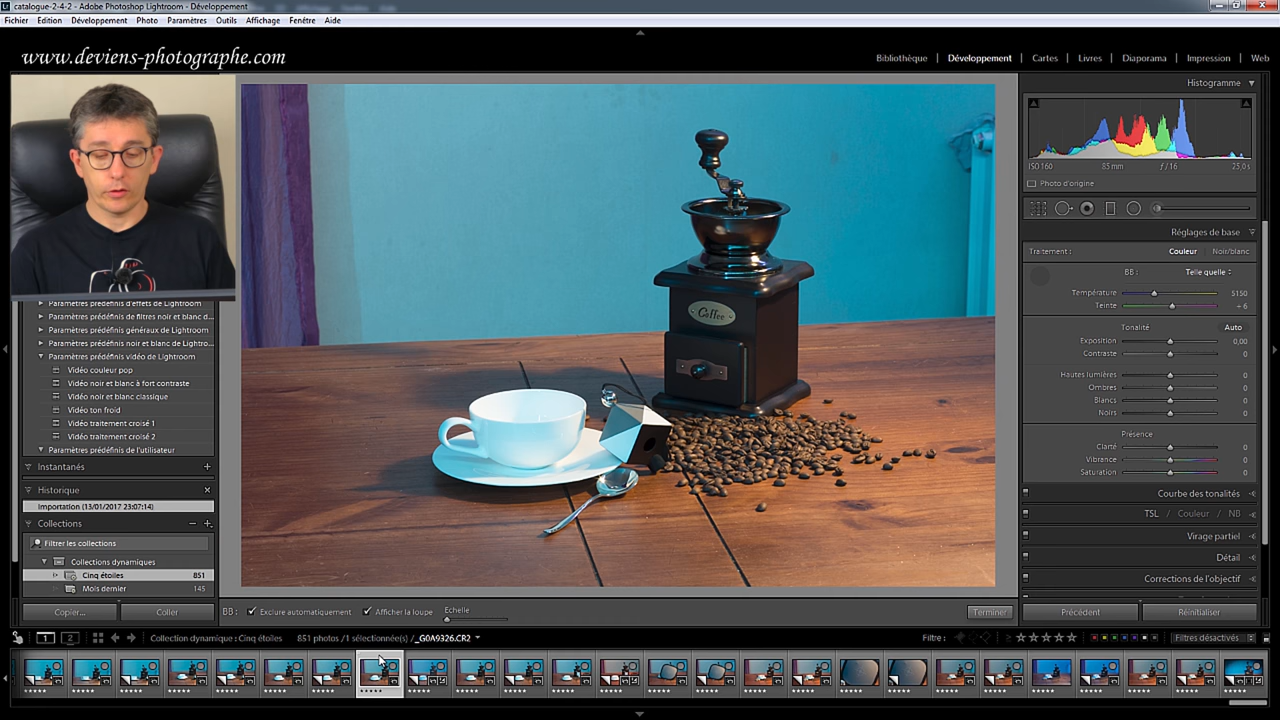 catalogue-2-4-2 - Adobe Photoshop Lightroom - Développement
Fichier Edition Développement Photo Paramètres Outils Affichage Fenêtre Aide
www.deviens-photographe.com
Bibliothèque | Développement | Cartes | Livres | Diaporama | Impression | Web
Histogramme
ISO 160 85 mm ƒ / 16 25,0 s
Photo d'origine
Réglages de base
Traitement : Couleur Noir/blanc
BB : Telle quelle
Température 5150
Teinte + 6
Tonalité Auto
Exposition 0,00
Contraste 0
Hautes lumières 0
Ombres 0
Blancs 0
Noirs 0
Présence
Clarté 0
Vibrance 0
Saturation 0
Courbe des tonalités
TSL / Couleur / NB
Virage partiel
Détail
Corrections de l'objectif
Précédent Réinitialiser
Coffee
Paramètres prédéfinis d'effets de Lightroom
Paramètres prédéfinis de filtres noir et blanc d...
Paramètres prédéfinis généraux de Lightroom
Paramètres prédéfinis noir et blanc de Lightro...
Paramètres prédéfinis vidéo de Lightroom
Vidéo couleur pop
Vidéo noir et blanc à fort contraste
Vidéo noir et blanc classique
Vidéo ton froid
Vidéo traitement croisé 1
Vidéo traitement croisé 2
Paramètres prédéfinis de l'utilisateur
Instantanés
Historique
Importation (13/01/2017 23:07:14)
Collections
Filtrer les collections
Collections dynamiques
Cinq étoiles 851
Mois dernier 145
Copier... Coller
BB : Exclure automatiquement Afficher la loupe Echelle Terminer
1 2 Collection dynamique : Cinq étoiles 851 photos /1 sélectionnée(s) /_G0A9326.CR2 Filtre : Filtres désactivés